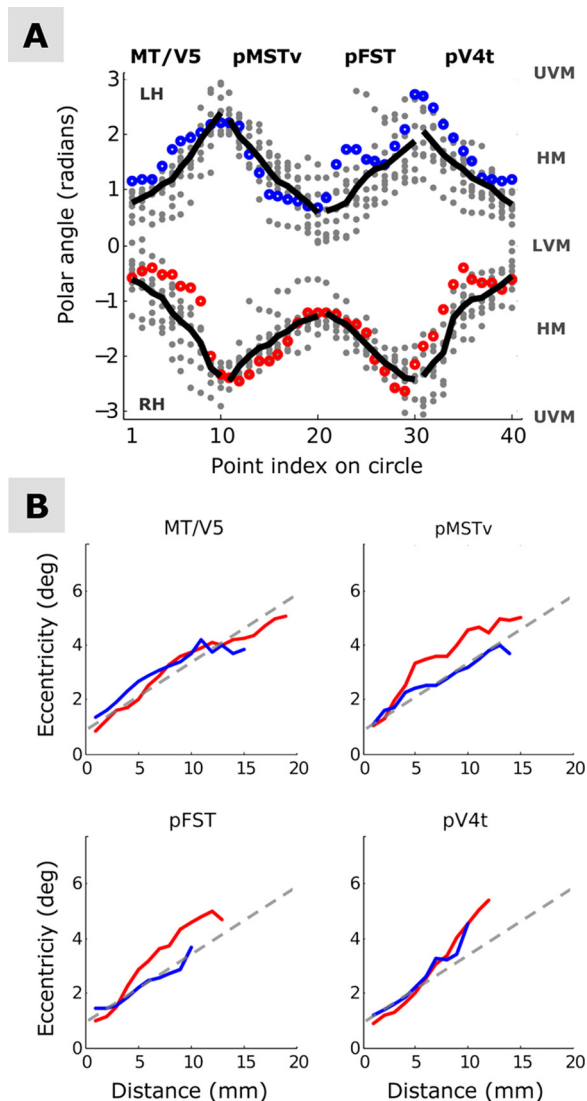 A
MT/V5 pMSTv pFST pV4t
UVM
HM
LVM
HM
UVM
LH
RH
Polar angle (radians)
3
2
1
0
−1
−2
−3
1 10 20 30 40
Point index on circle
B
MT/V5
Eccentricity (deg)
6
4
2
0
0 5 10 15 20
pMSTv
6
4
2
0
0 5 10 15 20
pFST
Eccentriciy (deg)
6
4
2
0
0 5 10 15 20
Distance (mm)
pV4t
6
4
2
0
0 5 10 15 20
Distance (mm)